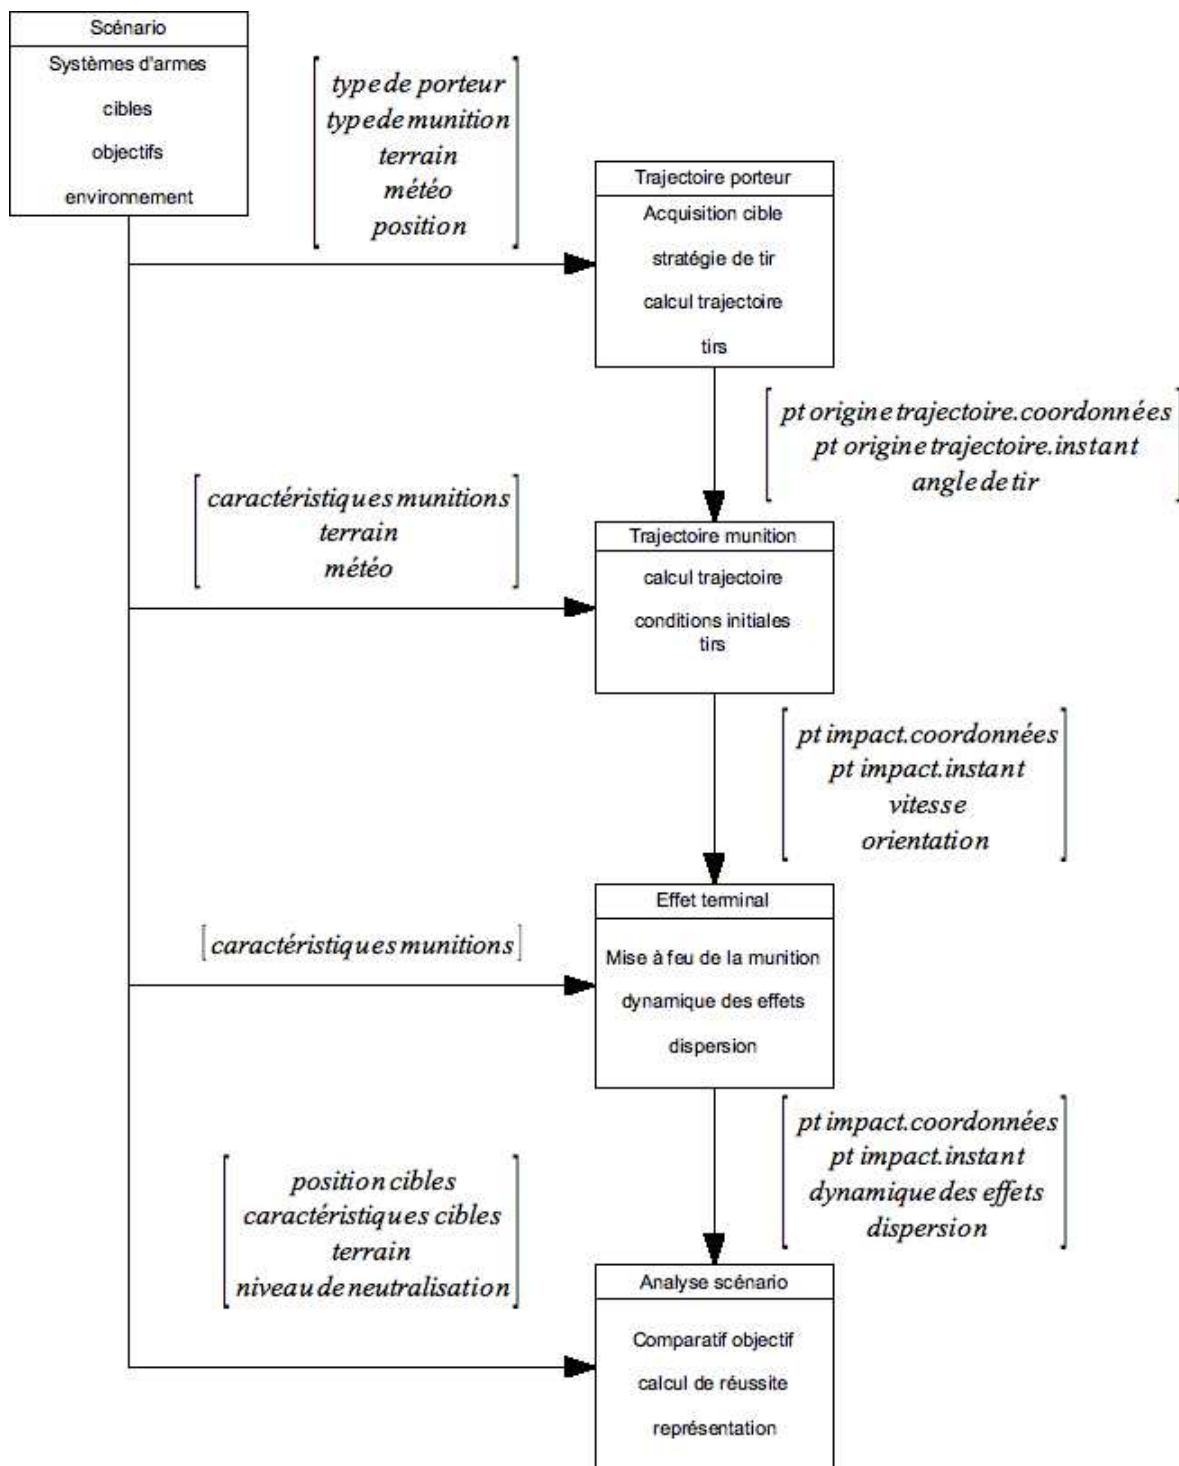 Scénario
Systèmes d'armes
cibles
objectifs
environnement
type de porteur
type de munition
terrain
météo
position
Trajectoire porteur
Acquisition cible
stratégie de tir
calcul trajectoire
tirs
pt origine trajectoire.coordonnées
pt origine trajectoire.instant
angle de tir
caractéristiques munitions
terrain
météo
Trajectoire munition
calcul trajectoire
conditions initiales
tirs
pt impact.coordonnées
pt impact.instant
vitesse
orientation
caractéristiques munitions
Effet terminal
Mise à feu de la munition
dynamique des effets
dispersion
pt impact.coordonnées
pt impact.instant
dynamique des effets
dispersion
position cibles
caractéristiques cibles
terrain
niveau de neutralisation
Analyse scénario
Comparatif objectif
calcul de réussite
représentation